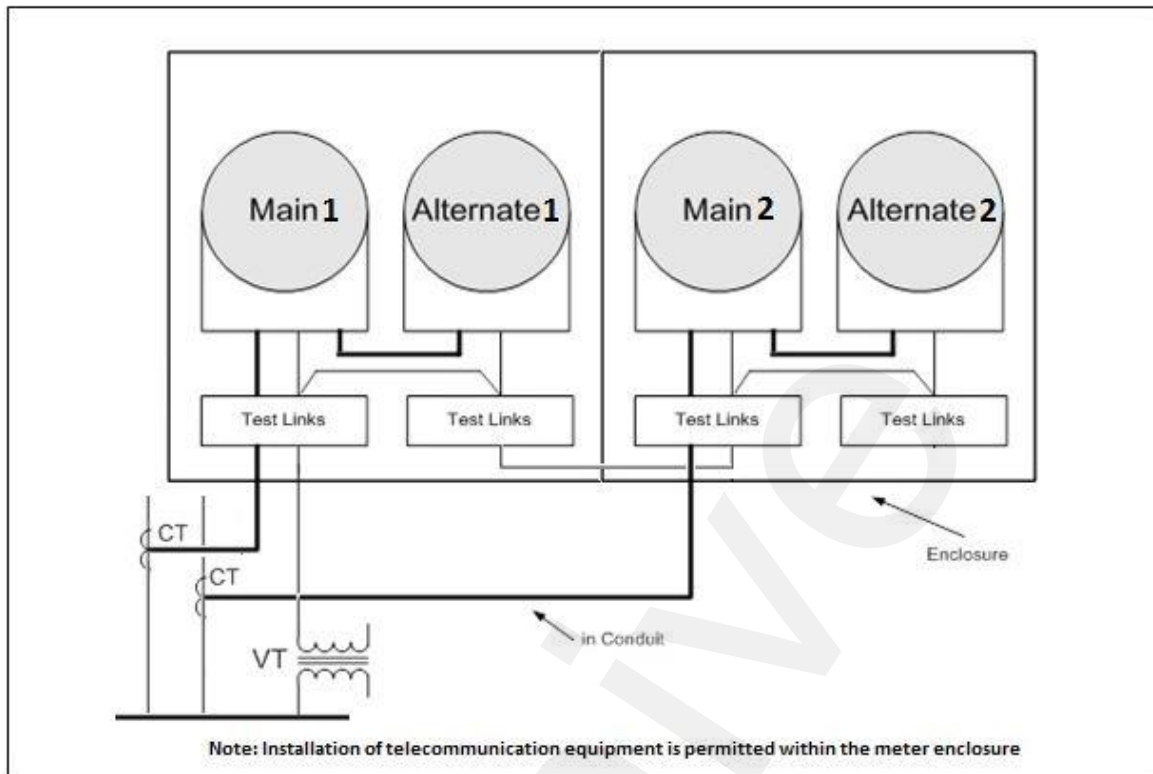 Main 1
Alternate 1
Main 2
Alternate 2
Test Links
Test Links
Test Links
Test Links
CT
CT
Enclosure
in Conduit
VT
Note: Installation of telecommunication equipment is permitted within the meter enclosure